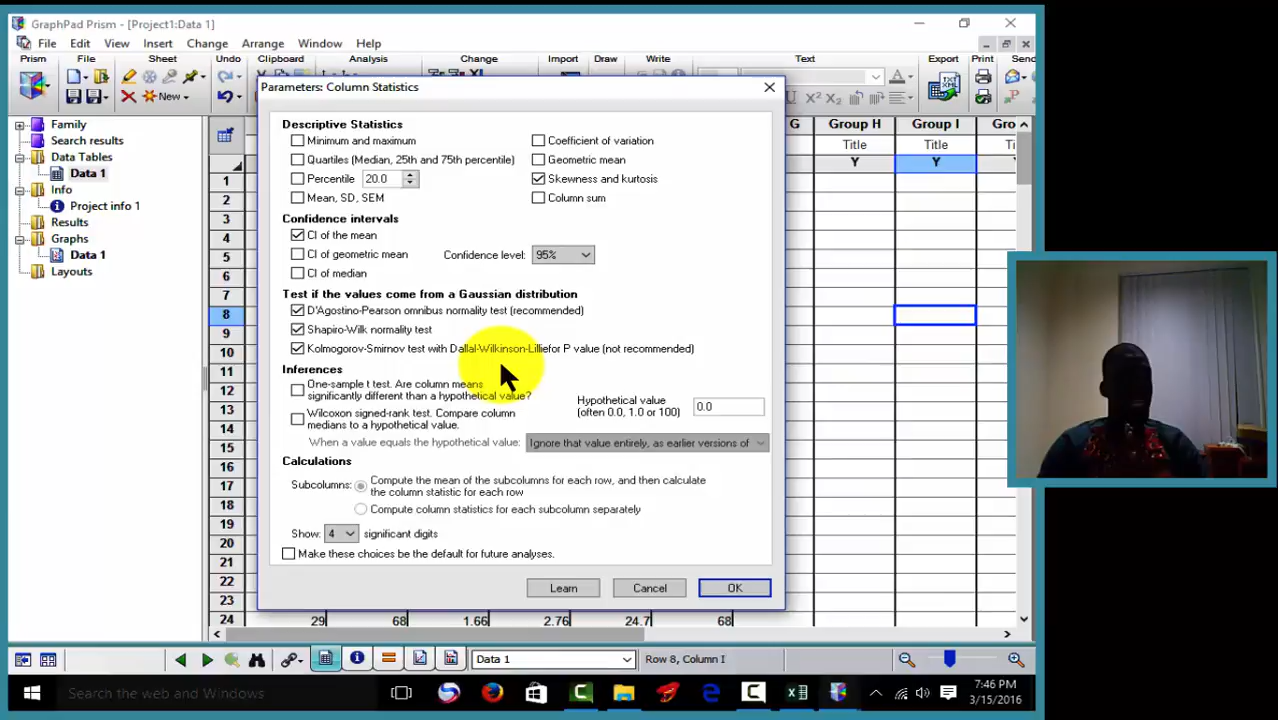 GraphPad Prism - [Project1:Data 1]
File Edit View Insert Change Arrange Window Help
Prism File Sheet Undo Clipboard Analysis Change Import Draw Write Text Export Print Send
New
Parameters: Column Statistics
Descriptive Statistics
Minimum and maximum
Coefficient of variation
Quartiles (Median, 25th and 75th percentile)
Geometric mean
Percentile 20.0
Skewness and kurtosis
Mean, SD, SEM
Column sum
Confidence intervals
CI of the mean
CI of geometric mean
Confidence level: 95%
CI of median
Test if the values come from a Gaussian distribution
D'Agostino-Pearson omnibus normality test (recommended)
Shapiro-Wilk normality test
Kolmogorov-Smirnov test with Dallal-Wilkinson-Lilliefor P value (not recommended)
Inferences
One-sample t test. Are column means
significantly different than a hypothetical value?
Hypothetical value
(often 0.0, 1.0 or 100)
0.0
Wilcoxon signed-rank test. Compare column
medians to a hypothetical value.
When a value equals the hypothetical value: Ignore that value entirely, as earlier versions of
Calculations
Subcolumns: Compute the mean of the subcolumns for each row, and then calculate
the column statistic for each row
Compute column statistics for each subcolumn separately
Show: 4 significant digits
Make these choices be the default for future analyses.
Learn Cancel OK
Family
Search results
Data Tables
Data 1
Info
Project info 1
Results
Graphs
Data 1
Layouts
G Group H Group I Gro
Title Title Ti
Y Y
1
2
3
4
5
6
7
8
9
10
11
12
13
14
15
16
17
18
19
20
21
22
23
24 29 68 1.66 2.76 24.7 68
Data 1 Row 8, Column I
Search the web and Windows
7:46 PM
3/15/2016